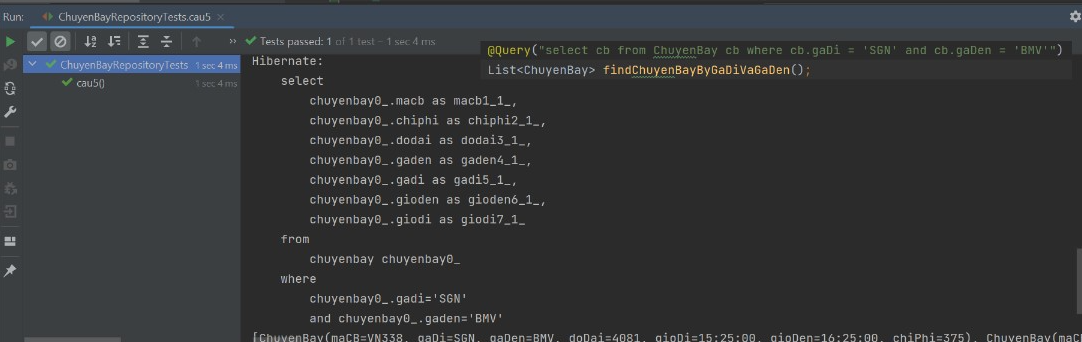 Run: ChuyenBayRepositoryTests.cau5 ×
» Tests passed: 1 of 1 test – 1 sec 4 ms
ChuyenBayRepositoryTests 1 sec 4 ms
cau5() 1 sec 4 ms
@Query("select cb from ChuyenBay cb where cb.gaDi = 'SGN' and cb.gaDen = 'BMV'")
List<ChuyenBay> findChuyenBayByGaDiVaGaDen();
Hibernate:
select
chuyenbay0_.macb as macb1_1_,
chuyenbay0_.chiphi as chiphi2_1_,
chuyenbay0_.dodai as dodai3_1_,
chuyenbay0_.gaden as gaden4_1_,
chuyenbay0_.gadi as gadi5_1_,
chuyenbay0_.gioden as gioden6_1_,
chuyenbay0_.giodi as giodi7_1_
from
chuyenbay chuyenbay0_
where
chuyenbay0_.gadi='SGN'
and chuyenbay0_.gaden='BMV'
[ChuyenBay(maCB=VN338, gaDi=SGN, gaDen=BMV, doDai=4081, gioDi=15:25:00, gioDen=16:25:00, chiPhi=375), ChuyenBay(maCB